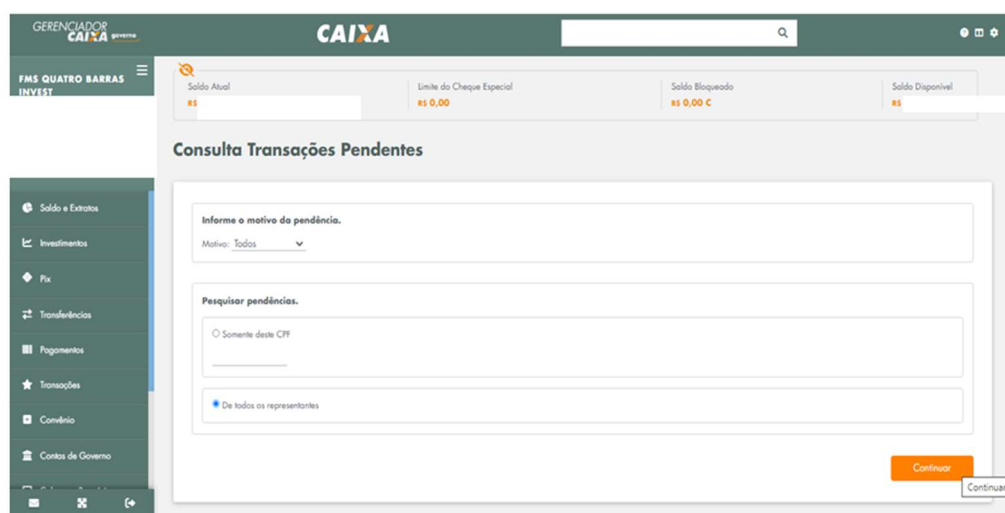 GERENCIADOR
CAIXA governo
CAIXA
FMS QUATRO BARRAS
INVEST
Saldo Atual
R$
Limite do Cheque Especial
R$ 0,00
Saldo Bloqueado
R$ 0,00 C
Saldo Disponível
R$
Consulta Transações Pendentes
Saldo e Extratos
Investimentos
Pix
Transferências
Pagamentos
Transações
Convênio
Contas de Governo
Informe o motivo da pendência.
Motivo: Todos
Pesquisar pendências.
Somente deste CPF
De todos os representantes
Continuar
Continuar